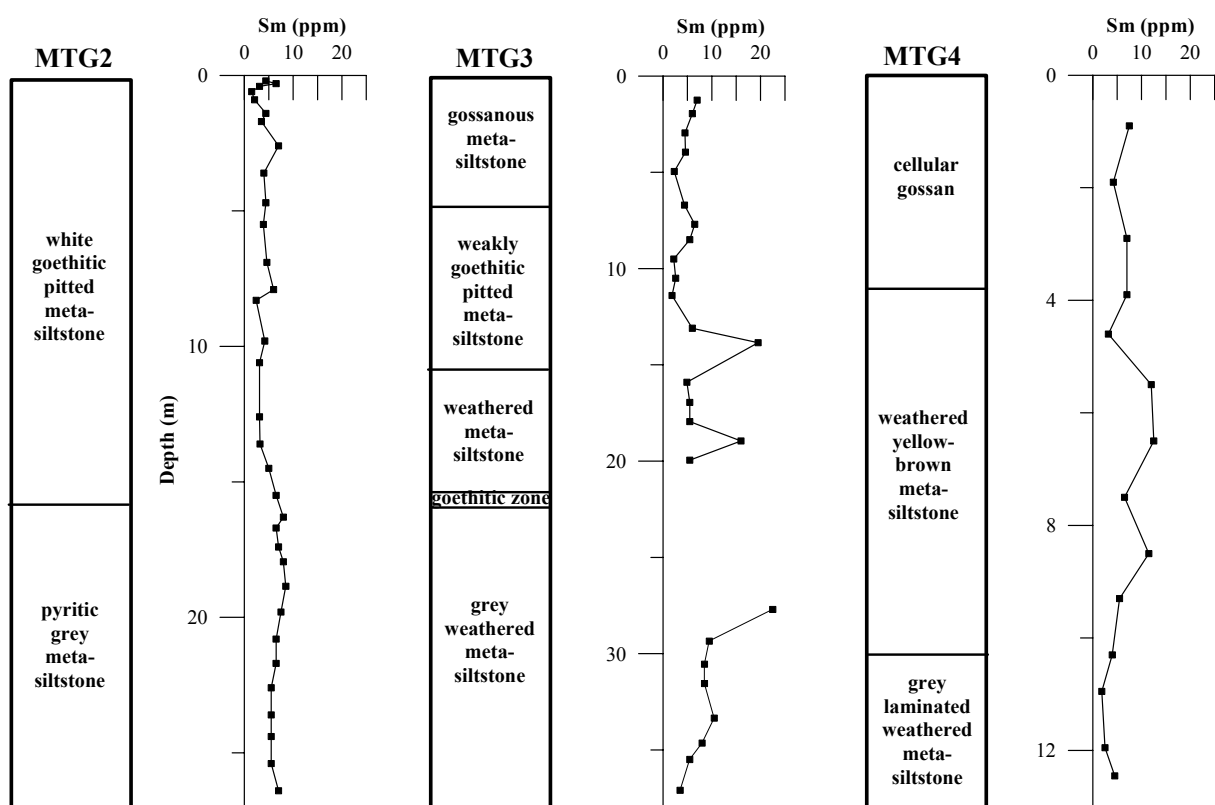 MTG2
Sm (ppm)
0 10 20
0
10
20
Depth (m)
white
goethitic
pitted
meta-
siltstone
pyritic
grey
meta-
siltstone
MTG3
Sm (ppm)
0 10 20
0
10
20
30
gossanous
meta-
siltstone
weakly
goethitic
pitted
meta-
siltstone
weathered
meta-
siltstone
goethitic zone
grey
weathered
meta-
siltstone
MTG4
Sm (ppm)
0 10 20
0
4
8
12
cellular
gossan
weathered
yellow-
brown
meta-
siltstone
grey
laminated
weathered
meta-
siltstone